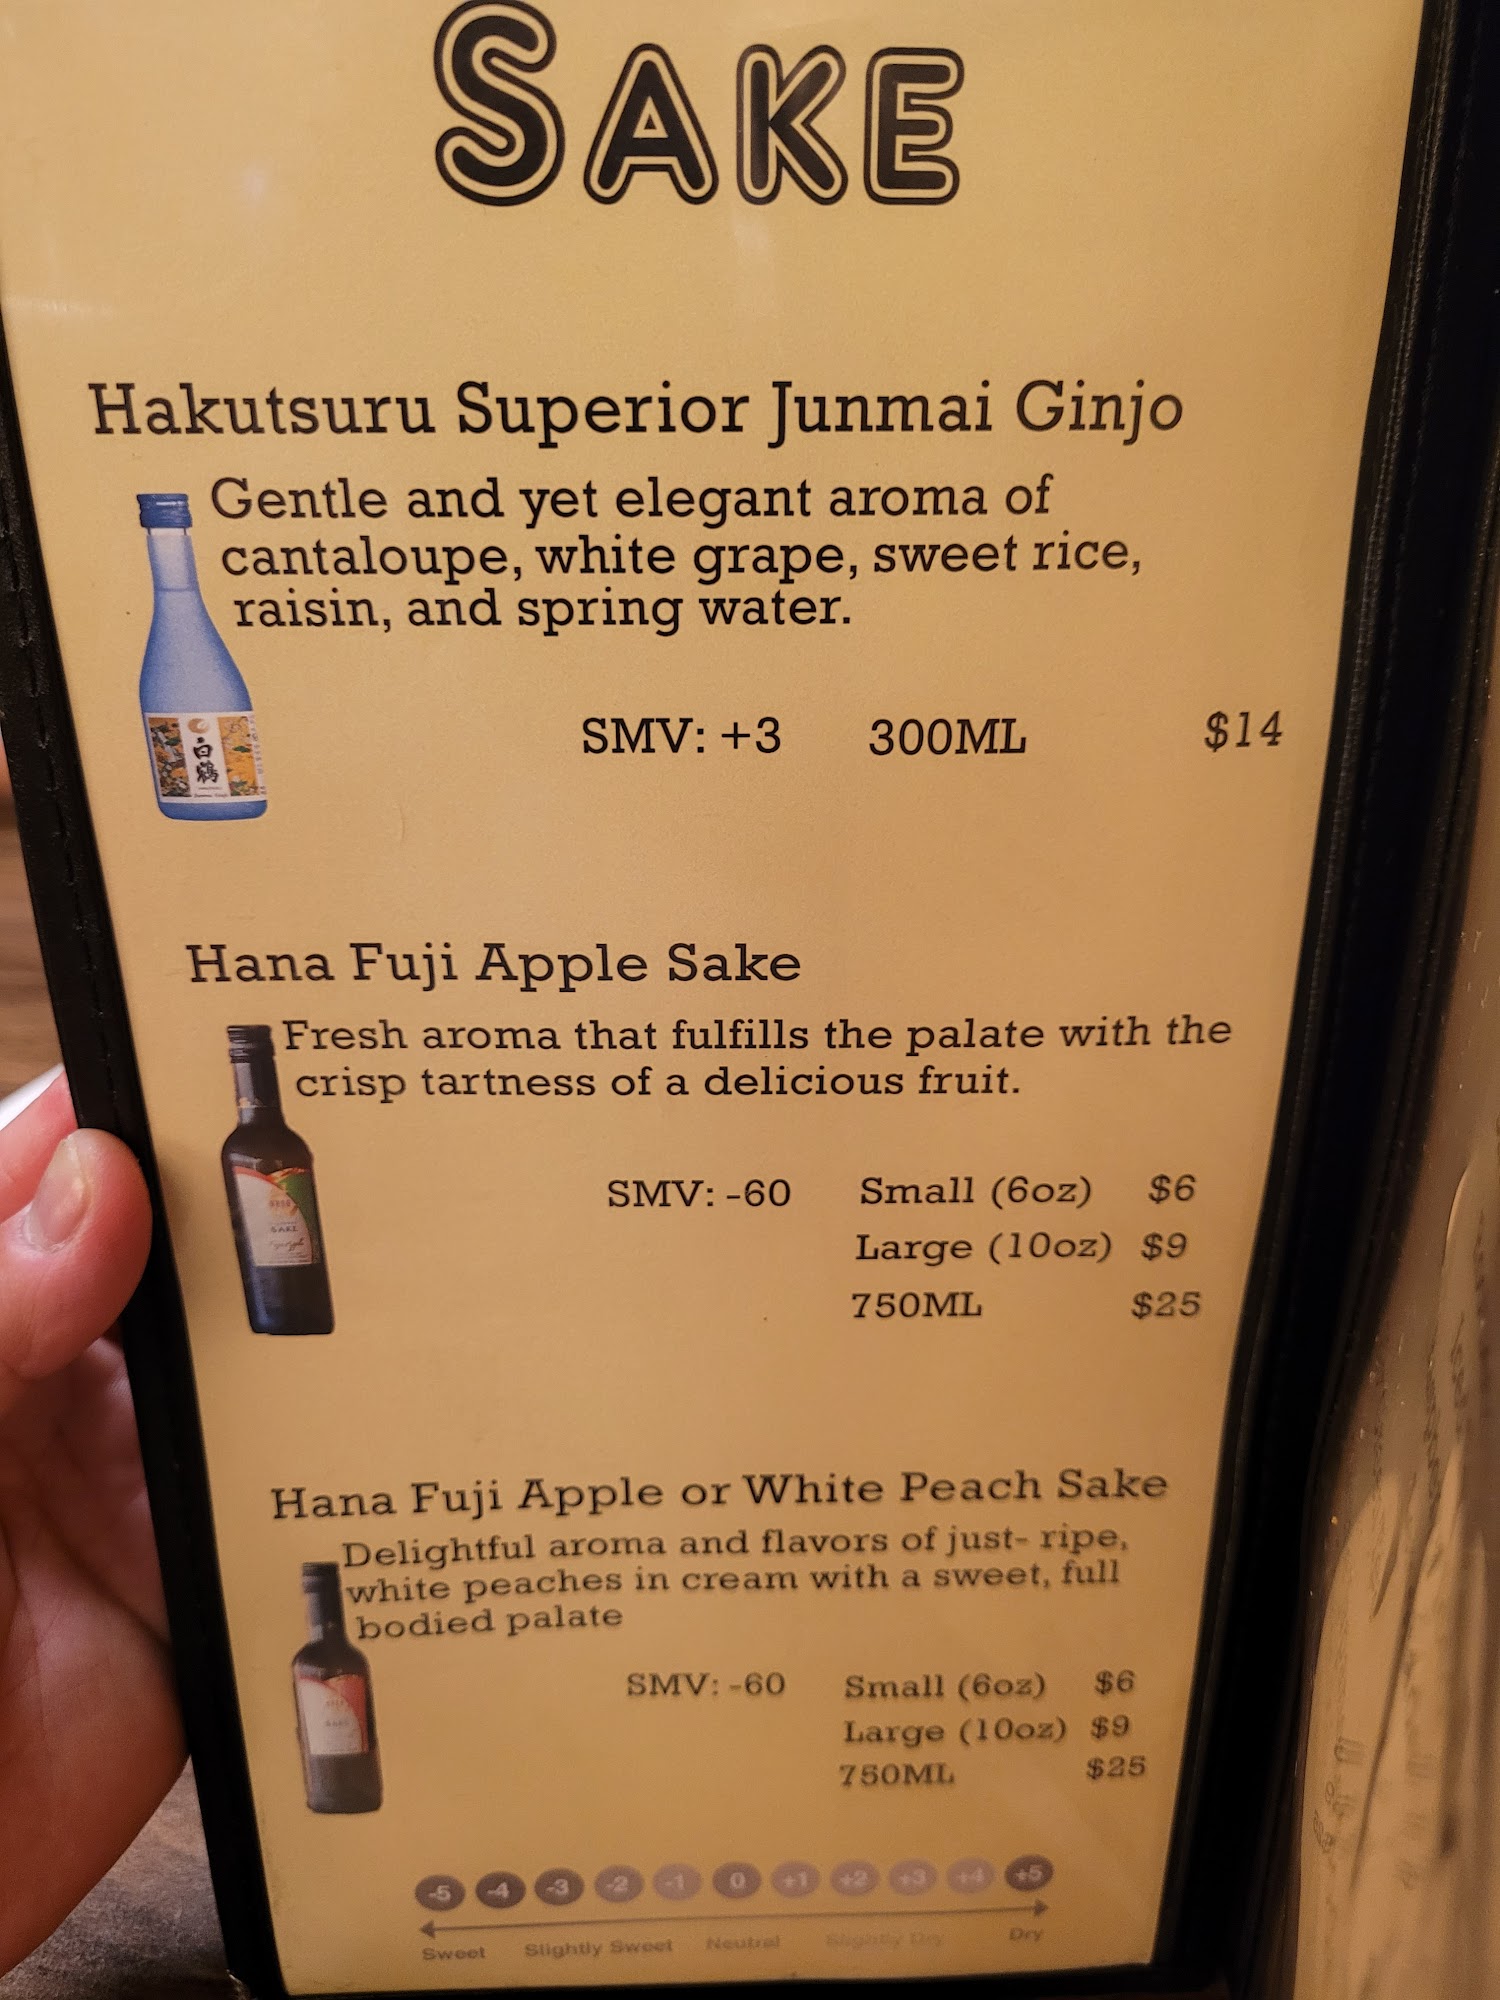 SAKE
Hakutsuru Superior Junmai Ginjo
Gentle and yet elegant aroma of
cantaloupe, white grape, sweet rice,
raisin, and spring water.
白
鶴
SMV: +3 300ML $14
Hana Fuji Apple Sake
Fresh aroma that fulfills the palate with the
crisp tartness of a delicious fruit.
SAKE
SMV: -60 Small (6oz) $6
Large (10oz) $9
750ML $25
Hana Fuji Apple or White Peach Sake
Delightful aroma and flavors of just- ripe,
white peaches in cream with a sweet, full
bodied palate
SAKE
SMV: -60 Small (6oz) $6
Large (10oz) $9
750ML $25
-5 -4 -3 -2 -1 0 +1 +2 +3 +4 +5
Sweet Slightly Sweet Neutral Slightly Dry Dry